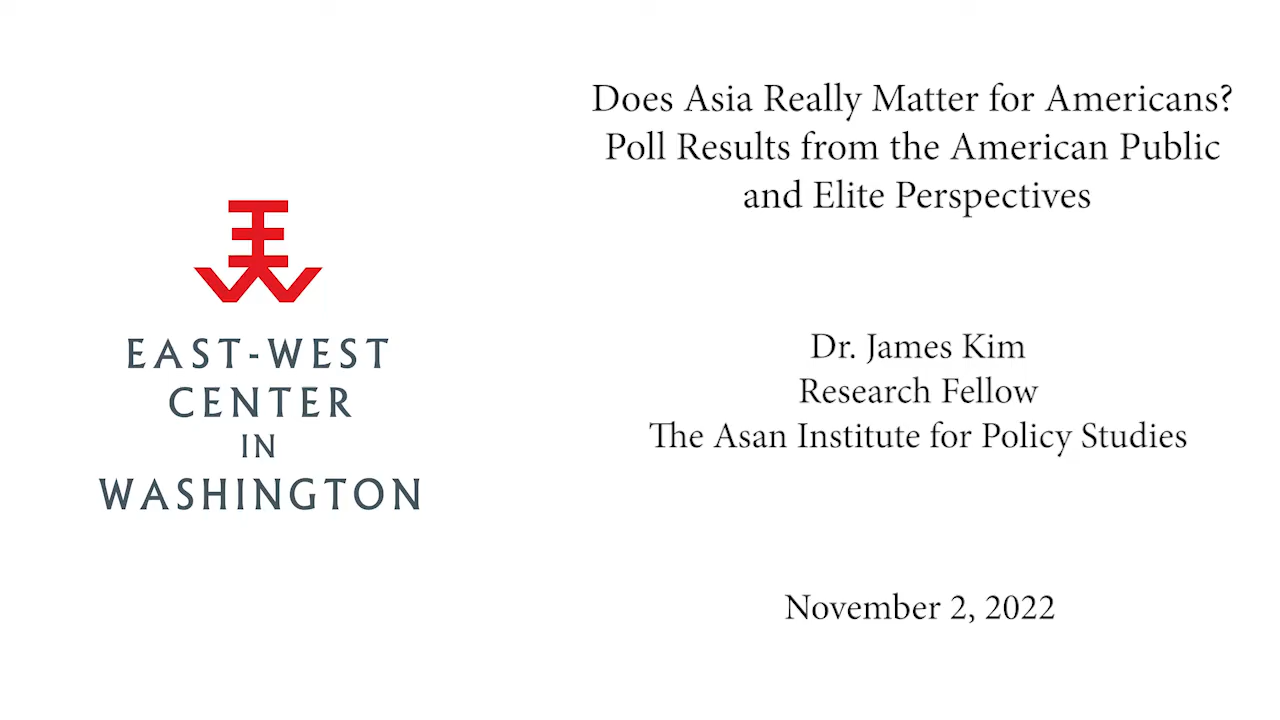 Does Asia Really Matter for Americans?
Poll Results from the American Public
and Elite Perspectives
EAST-WEST
CENTER
IN
WASHINGTON
Dr. James Kim
Research Fellow
The Asan Institute for Policy Studies
November 2, 2022